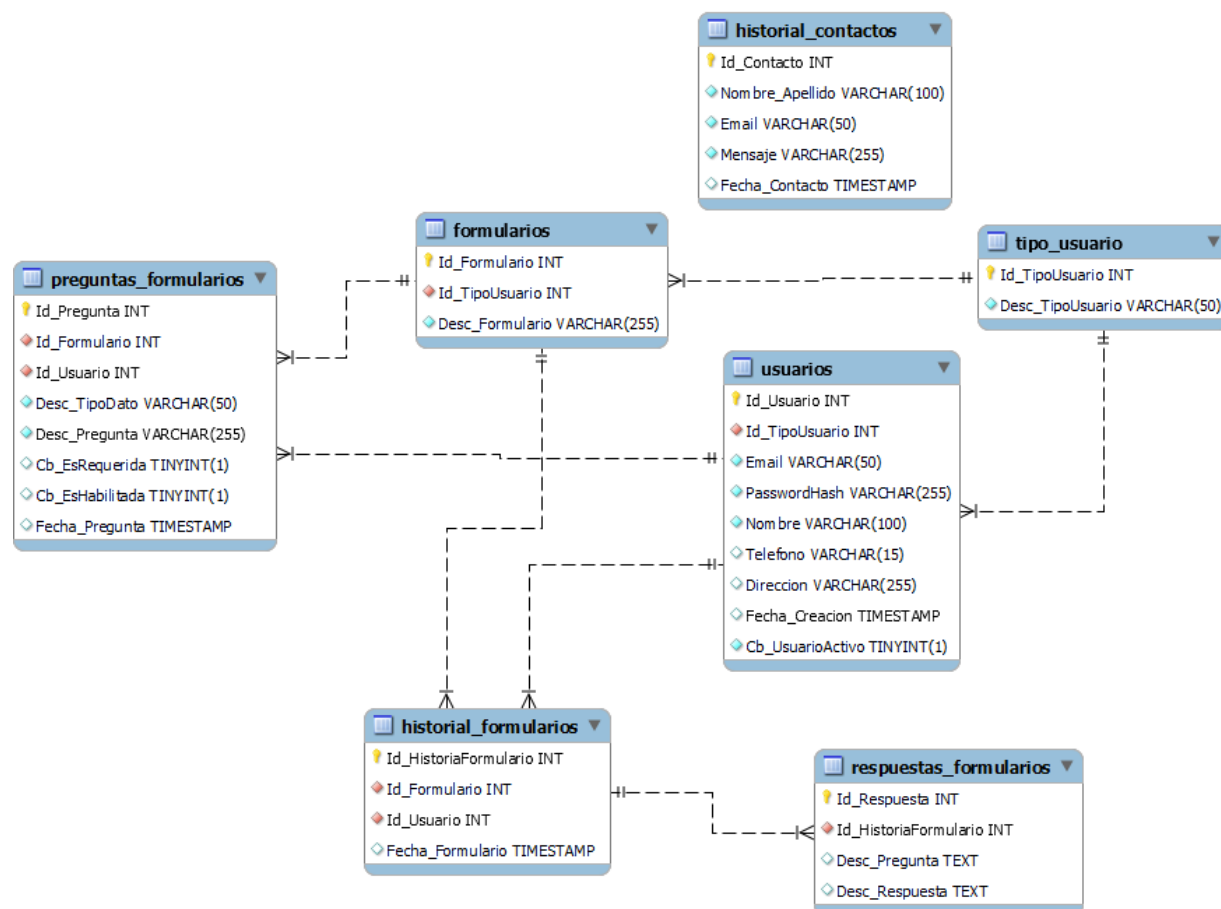 historial_contactos
Id_Contacto INT
Nombre_Apellido VARCHAR(100)
Email VARCHAR(50)
Mensaje VARCHAR(255)
Fecha_Contacto TIMESTAMP
formularios
Id_Formulario INT
Id_TipoUsuario INT
Desc_Formulario VARCHAR(255)
tipo_usuario
Id_TipoUsuario INT
Desc_TipoUsuario VARCHAR(50)
preguntas_formularios
Id_Pregunta INT
Id_Formulario INT
Id_Usuario INT
Desc_TipoDato VARCHAR(50)
Desc_Pregunta VARCHAR(255)
Cb_EsRequerida TINYINT(1)
Cb_EsHabilitada TINYINT(1)
Fecha_Pregunta TIMESTAMP
usuarios
Id_Usuario INT
Id_TipoUsuario INT
Email VARCHAR(50)
PasswordHash VARCHAR(255)
Nombre VARCHAR(100)
Telefono VARCHAR(15)
Direccion VARCHAR(255)
Fecha_Creacion TIMESTAMP
Cb_UsuarioActivo TINYINT(1)
historial_formularios
Id_HistoriaFormulario INT
Id_Formulario INT
Id_Usuario INT
Fecha_Formulario TIMESTAMP
respuestas_formularios
Id_Respuesta INT
Id_HistoriaFormulario INT
Desc_Pregunta TEXT
Desc_Respuesta TEXT